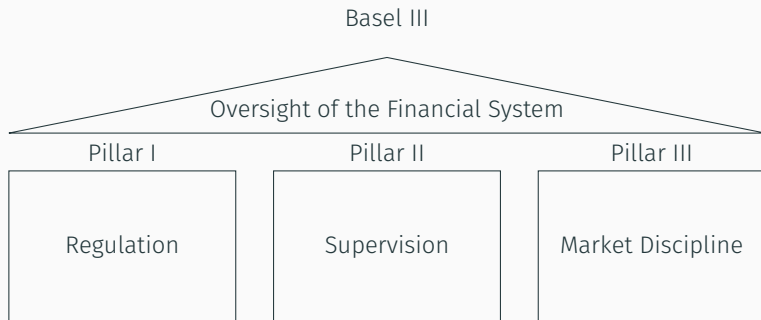 Basel III
Oversight of the Financial System
Pillar I
Pillar II
Pillar III
Regulation
Supervision
Market Discipline